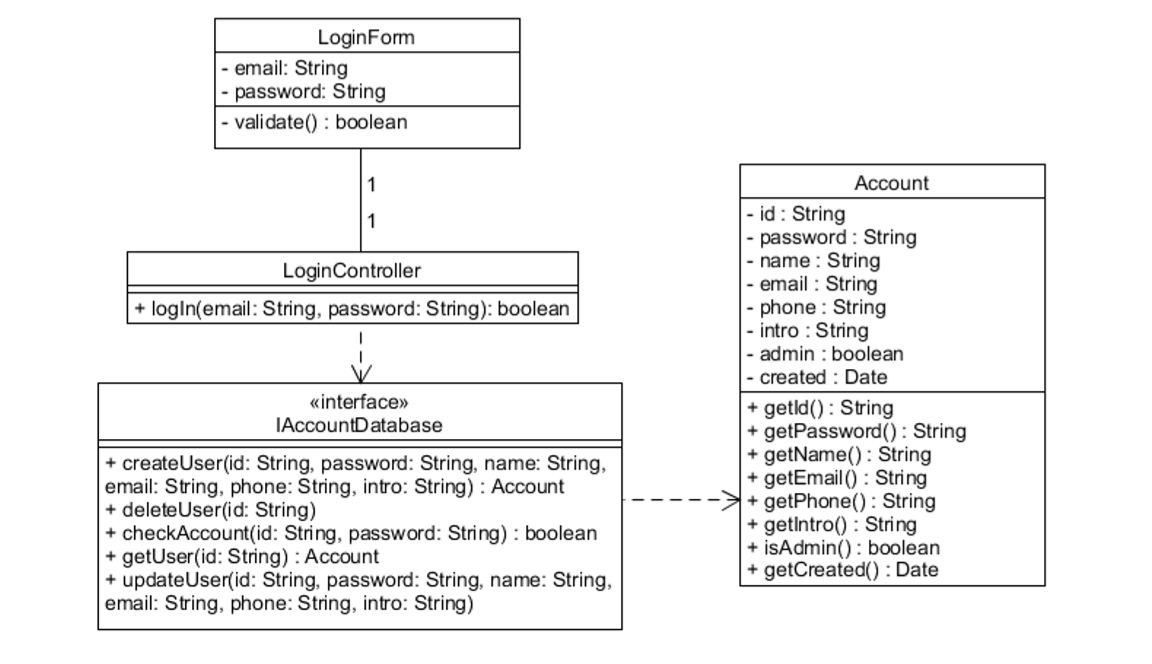 LoginForm
- email: String
- password: String
- validate() : boolean
1
1
LoginController
+ logIn(email: String, password: String): boolean
«interface»
IAccountDatabase
+ createUser(id: String, password: String, name: String,
email: String, phone: String, intro: String) : Account
+ deleteUser(id: String)
+ checkAccount(id: String, password: String) : boolean
+ getUser(id: String) : Account
+ updateUser(id: String, password: String, name: String,
email: String, phone: String, intro: String)
Account
- id : String
- password : String
- name : String
- email : String
- phone : String
- intro : String
- admin : boolean
- created : Date
+ getId() : String
+ getPassword() : String
+ getName() : String
+ getEmail() : String
+ getPhone() : String
+ getIntro() : String
+ isAdmin() : boolean
+ getCreated() : Date